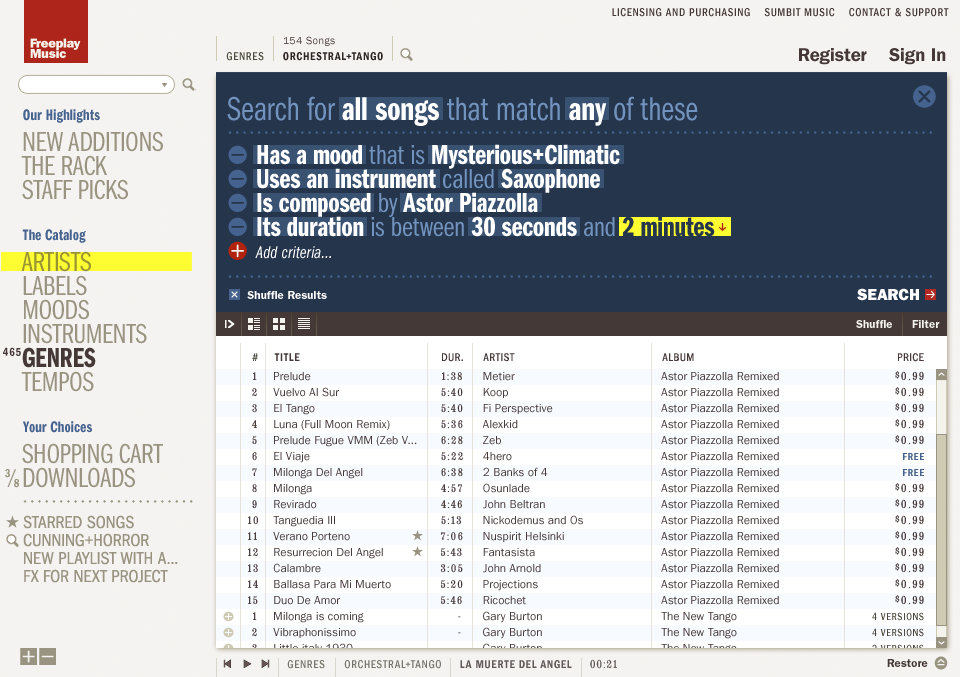 LICENSING AND PURCHASING SUMBIT MUSIC CONTACT & SUPPORT
Freeplay
Music
GENRES
154 Songs
ORCHESTRAL+TANGO
Register Sign In
Our Highlights
NEW ADDITIONS
THE RACK
STAFF PICKS
The Catalog
ARTISTS
LABELS
MOODS
INSTRUMENTS
465 GENRES
TEMPOS
Your Choices
SHOPPING CART
3/8 DOWNLOADS
STARRED SONGS
CUNNING+HORROR
NEW PLAYLIST WITH A...
FX FOR NEXT PROJECT
Search for all songs that match any of these
Has a mood that is Mysterious+Climatic
Uses an instrument called Saxophone
Is composed by Astor Piazzolla
Its duration is between 30 seconds and 2 minutes
Add criteria...
Shuffle Results
SEARCH
Shuffle Filter
# TITLE DUR. ARTIST ALBUM PRICE
1 Prelude 1:38 Metier Astor Piazzolla Remixed $0.99
2 Vuelvo Al Sur 5:40 Koop Astor Piazzolla Remixed $0.99
3 El Tango 5:40 Fi Perspective Astor Piazzolla Remixed $0.99
4 Luna (Full Moon Remix) 5:36 Alexkid Astor Piazzolla Remixed $0.99
5 Prelude Fugue VMM (Zeb V... 6:28 Zeb Astor Piazzolla Remixed $0.99
6 El Viaje 5:22 4hero Astor Piazzolla Remixed FREE
7 Milonga Del Angel 6:38 2 Banks of 4 Astor Piazzolla Remixed FREE
8 Milonga 4:57 Osunlade Astor Piazzolla Remixed $0.99
9 Revirado 4:46 John Beltran Astor Piazzolla Remixed $0.99
10 Tanguedia III 5:13 Nickodemus and Os Astor Piazzolla Remixed $0.99
11 Verano Porteno 7:06 Nuspirit Helsinki Astor Piazzolla Remixed $0.99
12 Resurrecion Del Angel 5:43 Fantasista Astor Piazzolla Remixed $0.99
13 Calambre 3:05 John Arnold Astor Piazzolla Remixed $0.99
14 Ballasa Para Mi Muerto 5:20 Projections Astor Piazzolla Remixed $0.99
15 Duo De Amor 5:46 Ricochet Astor Piazzolla Remixed $0.99
1 Milonga is coming - Gary Burton The New Tango 4 VERSIONS
2 Vibraphonissimo - Gary Burton The New Tango 4 VERSIONS
GENRES ORCHESTRAL+TANGO LA MUERTE DEL ANGEL 00:21
Restore